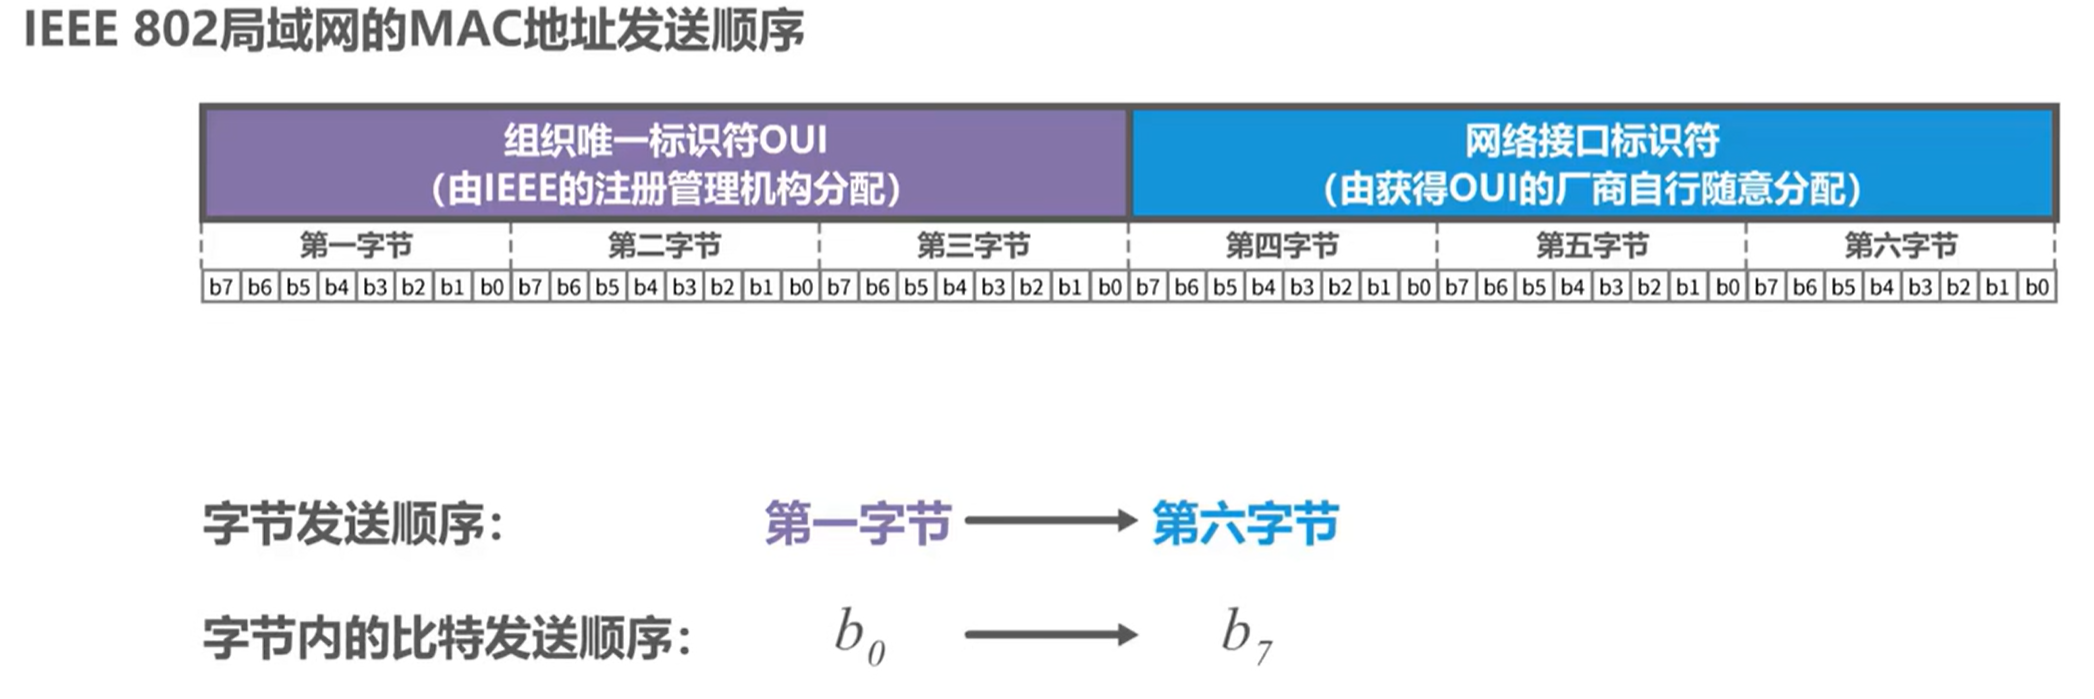 IEEE 802局域网的MAC地址发送顺序
组织唯一标识符OUI
（由IEEE的注册管理机构分配）
网络接口标识符
（由获得OUI的厂商自行随意分配）
第一字节 第二字节 第三字节 第四字节 第五字节 第六字节
b7 b6 b5 b4 b3 b2 b1 b0 b7 b6 b5 b4 b3 b2 b1 b0 b7 b6 b5 b4 b3 b2 b1 b0 b7 b6 b5 b4 b3 b2 b1 b0 b7 b6 b5 b4 b3 b2 b1 b0 b7 b6 b5 b4 b3 b2 b1 b0
字节发送顺序： 第一字节 → 第六字节
字节内的比特发送顺序： b0 → b7